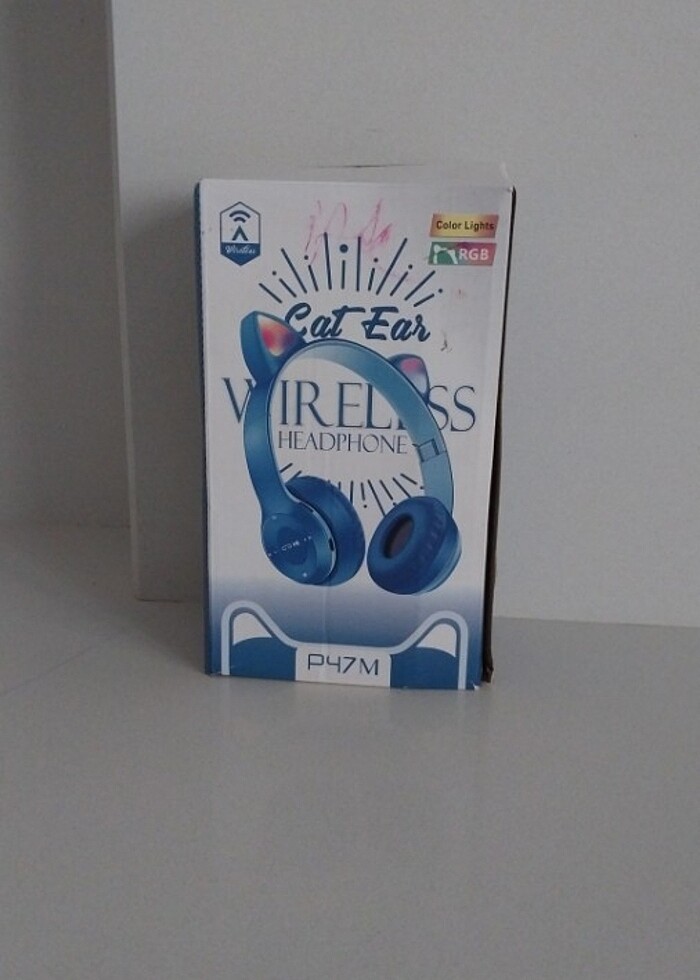 Wireless
Color Lights
RGB
Cat Ear
WIRELESS
HEADPHONE
P47M